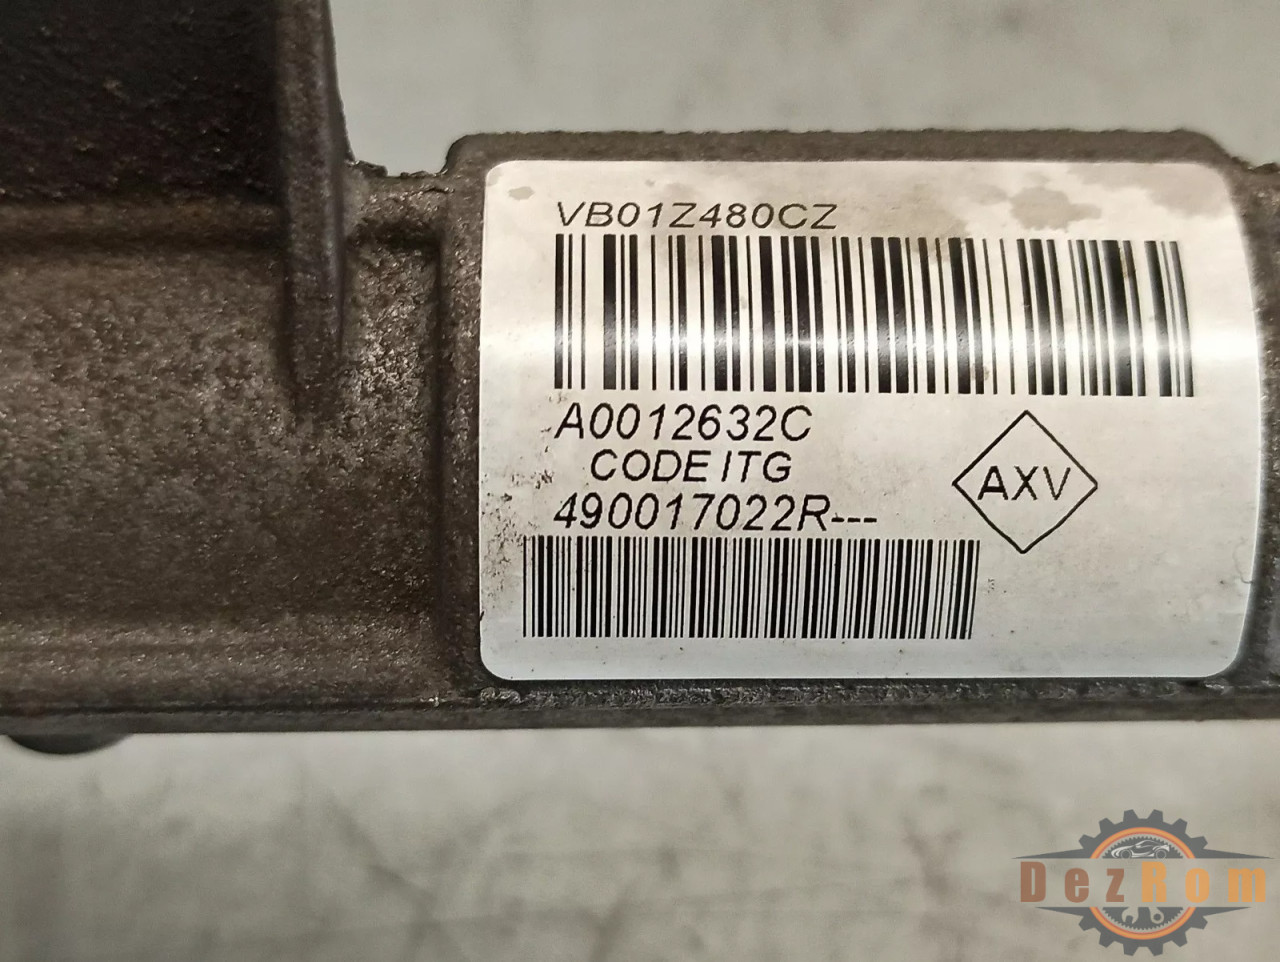 VB01Z480CZ
A0012632C
CODE ITG
490017022R---
AXV
DezRom